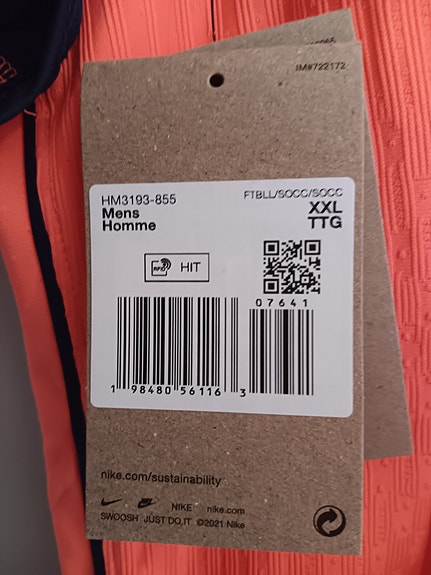 IM#722172
HM3193-855
FTBLL/SOCC/SOCC
Mens
XXL
Homme
TTG
RFID HIT
07641
1 98480 56116 3
nike.com/sustainability
NIKE nike.com
SWOOSH JUST DO IT ©2021 Nike